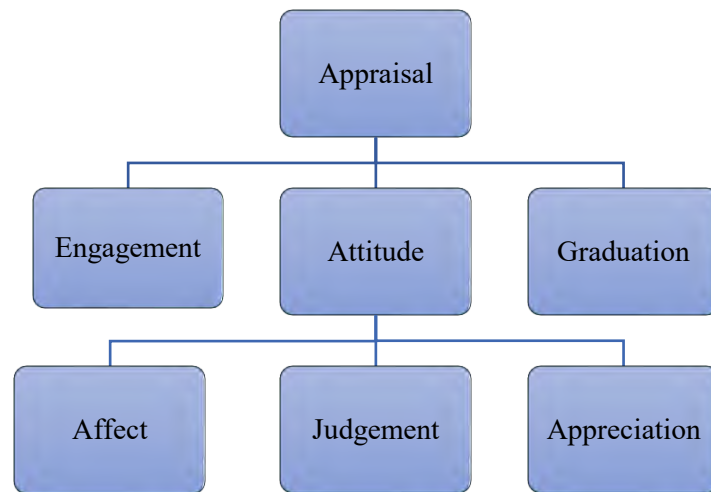 Appraisal
Engagement
Attitude
Graduation
Affect
Judgement
Appreciation